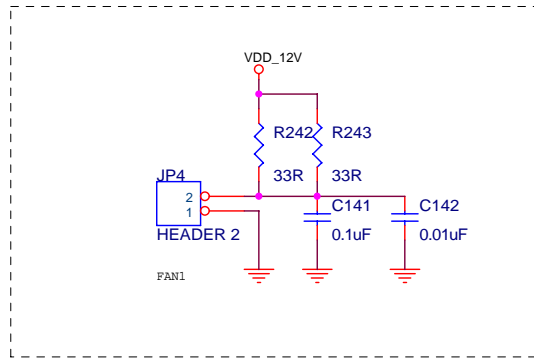 VDD_12V
R242 R243
33R 33R
JP4
2
1
HEADER 2
C141 C142
0.1uF 0.01uF
FAN1